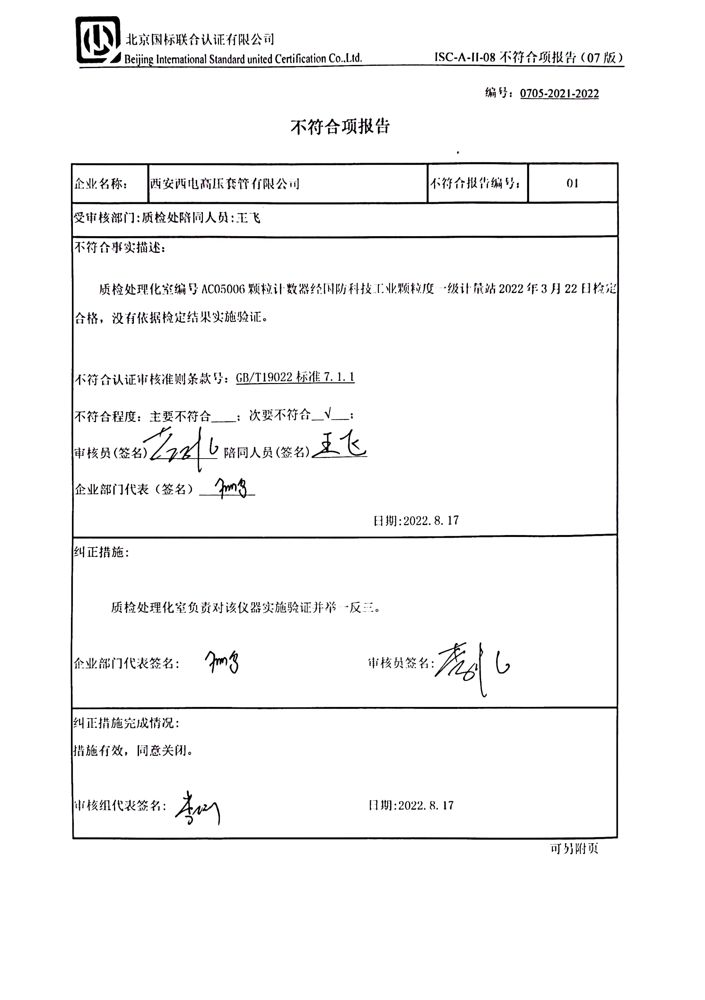 北京国标联合认证有限公司
Beijing International Standard united Certification Co.,Ltd.
ISC-A-II-08 不符合项报告（07 版）
编号：0705-2021-2022
不符合项报告
企业名称：
西安西电高压套管有限公司
不符合报告编号：
01
受审核部门:质检处陪同人员:王飞
不符合事实描述：
质检处理化室编号 AC05006 颗粒计数器经国防科技工业颗粒度一级计量站 2022 年 3 月 22 日检定
合格，没有依据检定结果实施验证。
不符合认证审核准则条款号：GB/T19022 标准 7.1.1
不符合程度：主要不符合____；次要不符合__√___；
审核员(签名) 陪同人员(签名) 王飞
企业部门代表（签名）
日期:2022.8.17
纠正措施：
质检处理化室负责对该仪器实施验证并举一反三。
企业部门代表签名：
审核员签名：
纠正措施完成情况：
措施有效，同意关闭。
审核组代表签名：
日期:2022.8.17
可另附页